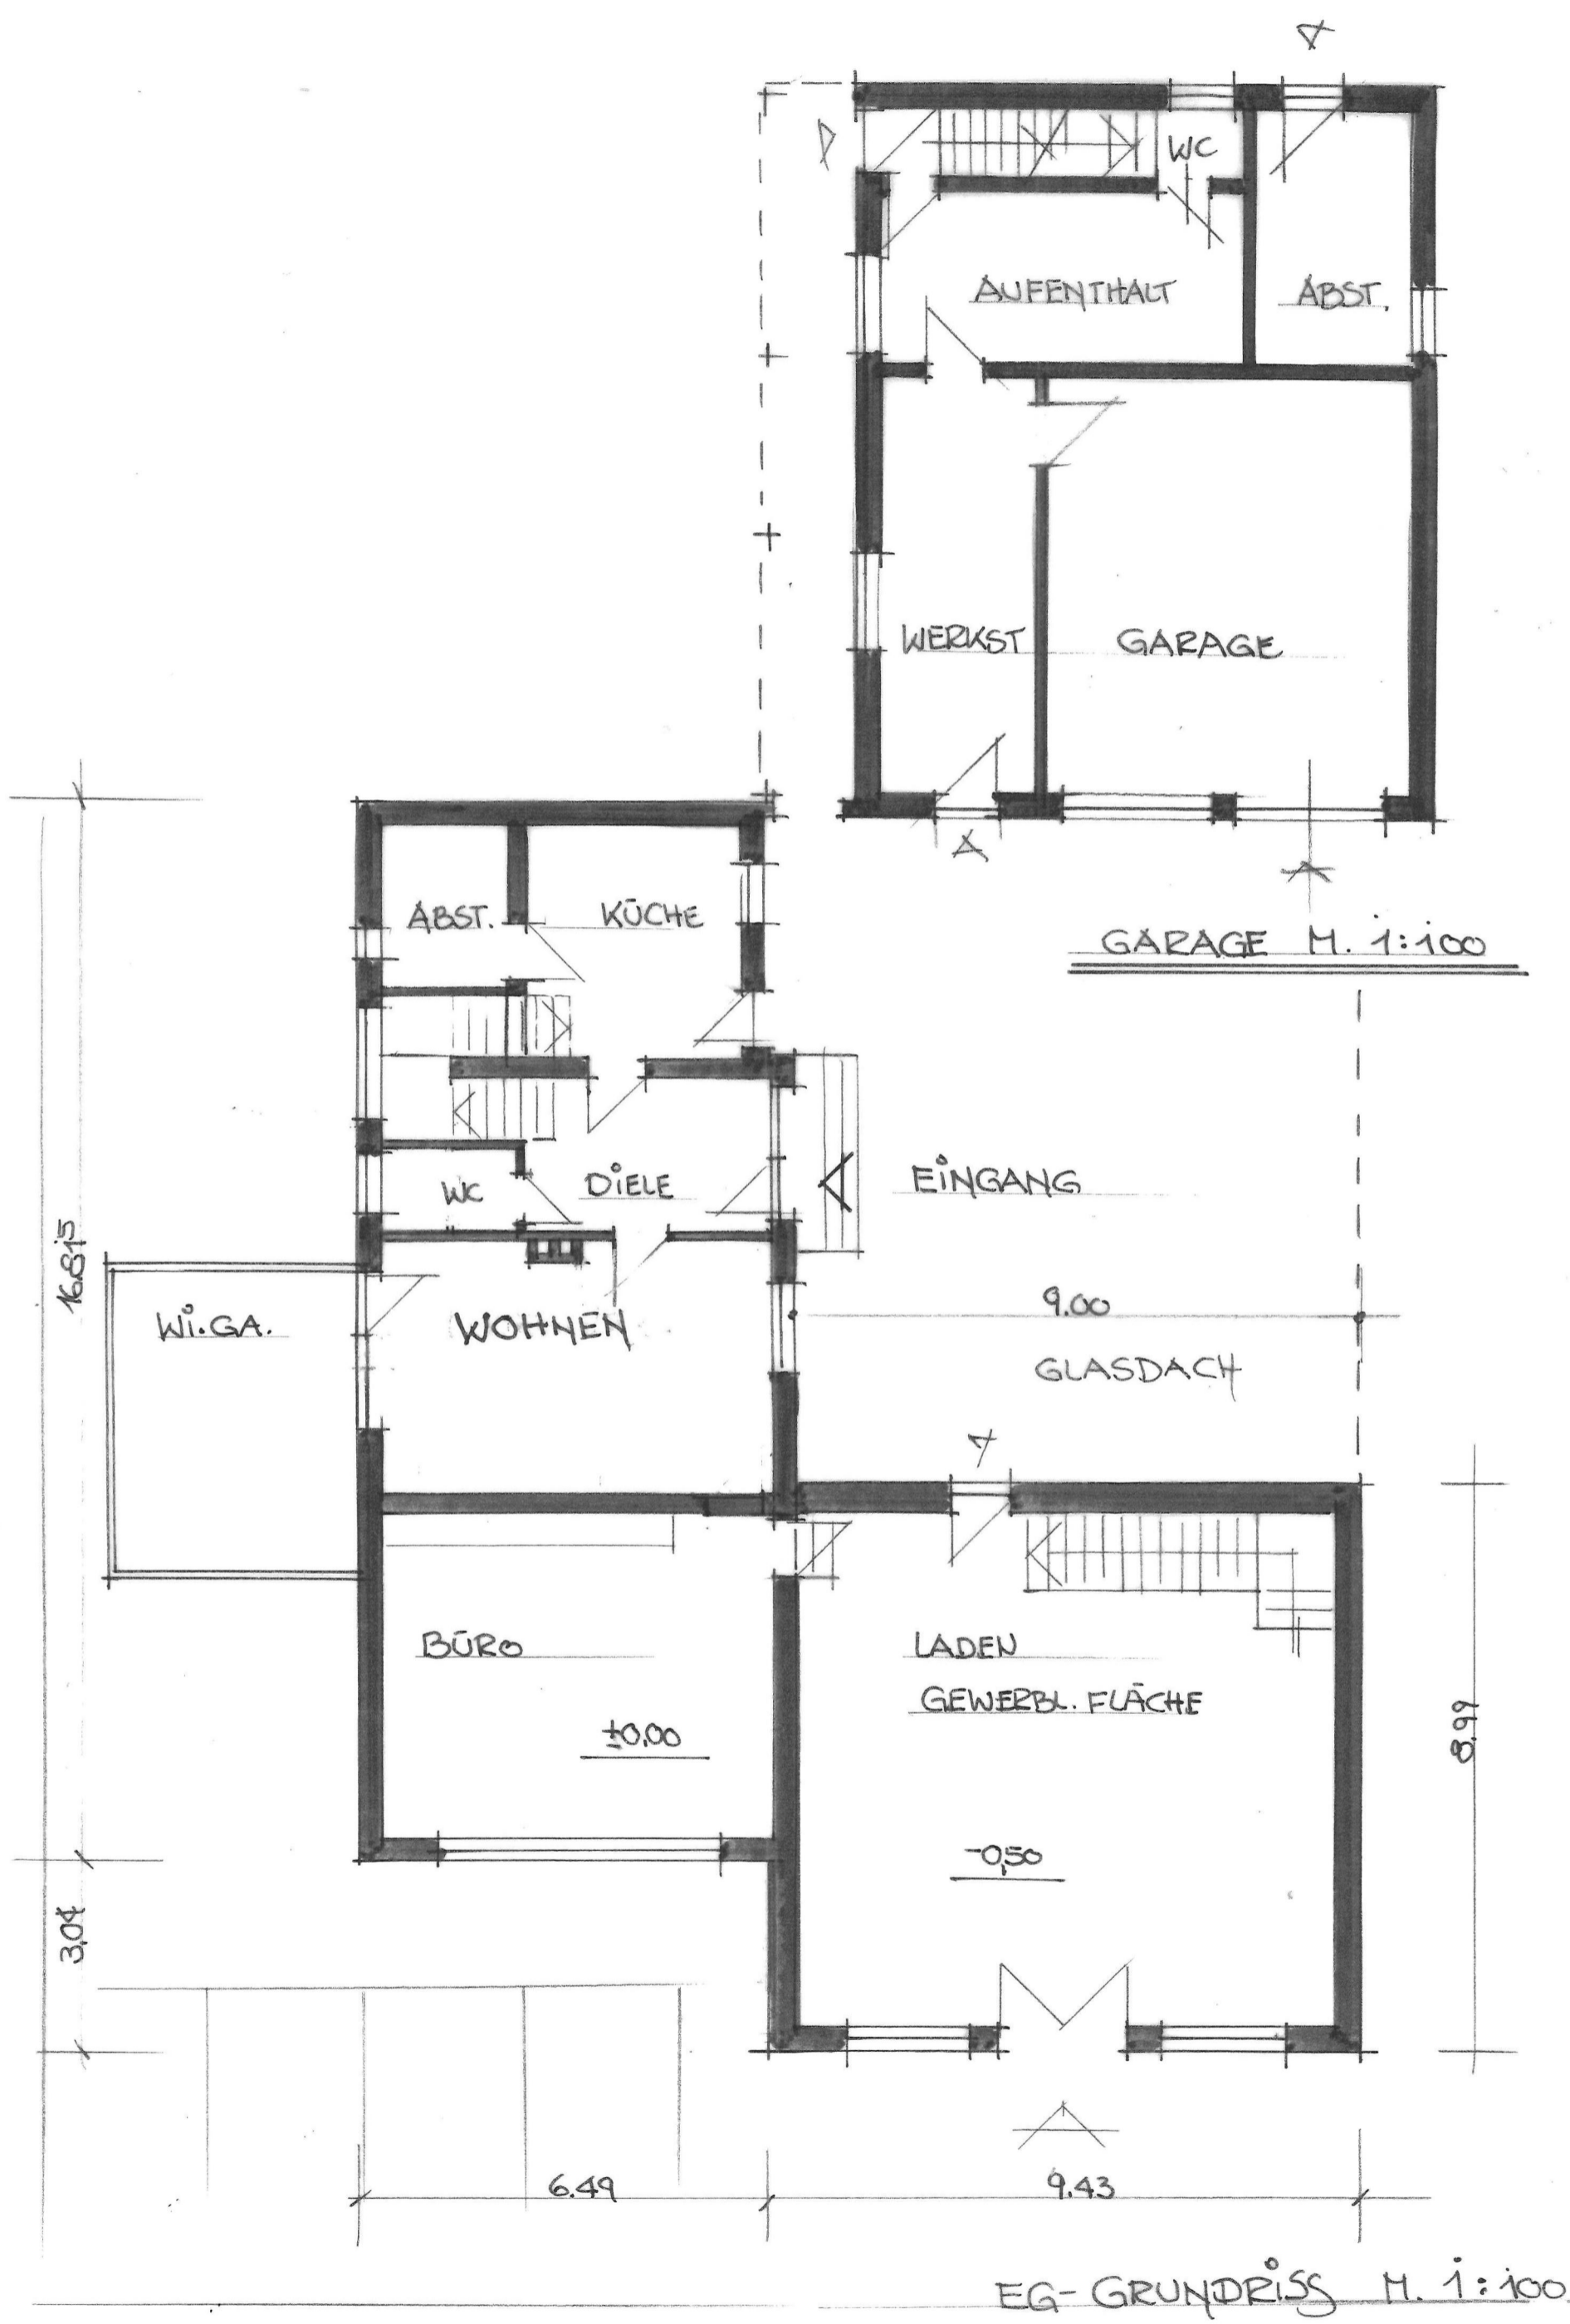 WC
AUFENTHALT
ABST.
WERKST
GARAGE
GARAGE M. 1:100
ABST.
KÜCHE
WC
DIELE
EINGANG
16.81⁵
WI.GA.
WOHNEN
9.00
GLASDACH
BÜRO
±0,00
LADEN
GEWERBL. FLÄCHE
8,99
-0,50
3,04
6.49
9.43
EG-GRUNDRISS M. 1:100